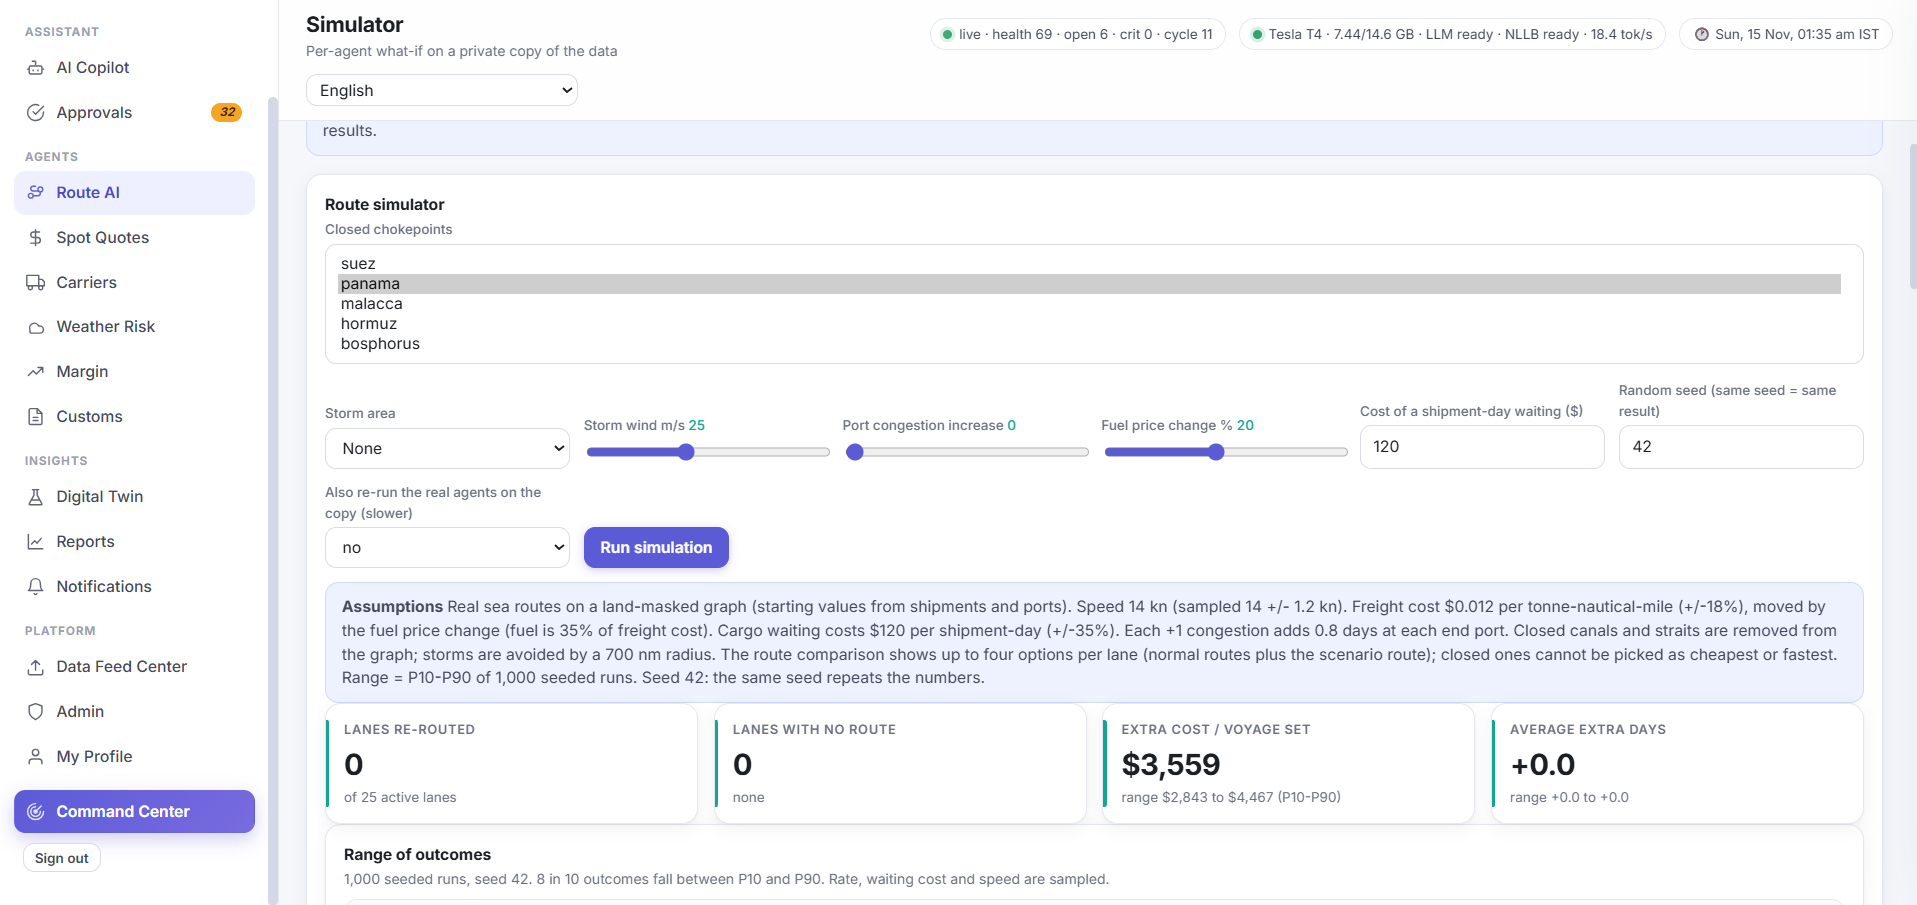 ASSISTANT
AI Copilot
Approvals
32
AGENTS
Route AI
Spot Quotes
Carriers
Weather Risk
Margin
Customs
INSIGHTS
Digital Twin
Reports
Notifications
PLATFORM
Data Feed Center
Admin
My Profile
Command Center
Sign out
Simulator
Per-agent what-if on a private copy of the data
live · health 69 · open 6 · crit 0 · cycle 11
Tesla T4 · 7.44/14.6 GB · LLM ready · NLLB ready · 18.4 tok/s
Sun, 15 Nov, 01:35 am IST
English
results.
Route simulator
Closed chokepoints
suez
panama
malacca
hormuz
bosphorus
Storm area
None
Storm wind m/s 25
Port congestion increase 0
Fuel price change % 20
Cost of a shipment-day waiting ($)
120
Random seed (same seed = same
result)
42
Also re-run the real agents on the
copy (slower)
no
Run simulation
Assumptions Real sea routes on a land-masked graph (starting values from shipments and ports). Speed 14 kn (sampled 14 +/- 1.2 kn). Freight cost $0.012 per tonne-nautical-mile (+/-18%), moved by
the fuel price change (fuel is 35% of freight cost). Cargo waiting costs $120 per shipment-day (+/-35%). Each +1 congestion adds 0.8 days at each end port. Closed canals and straits are removed from
the graph; storms are avoided by a 700 nm radius. The route comparison shows up to four options per lane (normal routes plus the scenario route); closed ones cannot be picked as cheapest or fastest.
Range = P10-P90 of 1,000 seeded runs. Seed 42: the same seed repeats the numbers.
LANES RE-ROUTED
0
of 25 active lanes
LANES WITH NO ROUTE
0
none
EXTRA COST / VOYAGE SET
$3,559
range $2,843 to $4,467 (P10-P90)
AVERAGE EXTRA DAYS
+0.0
range +0.0 to +0.0
Range of outcomes
1,000 seeded runs, seed 42. 8 in 10 outcomes fall between P10 and P90. Rate, waiting cost and speed are sampled.